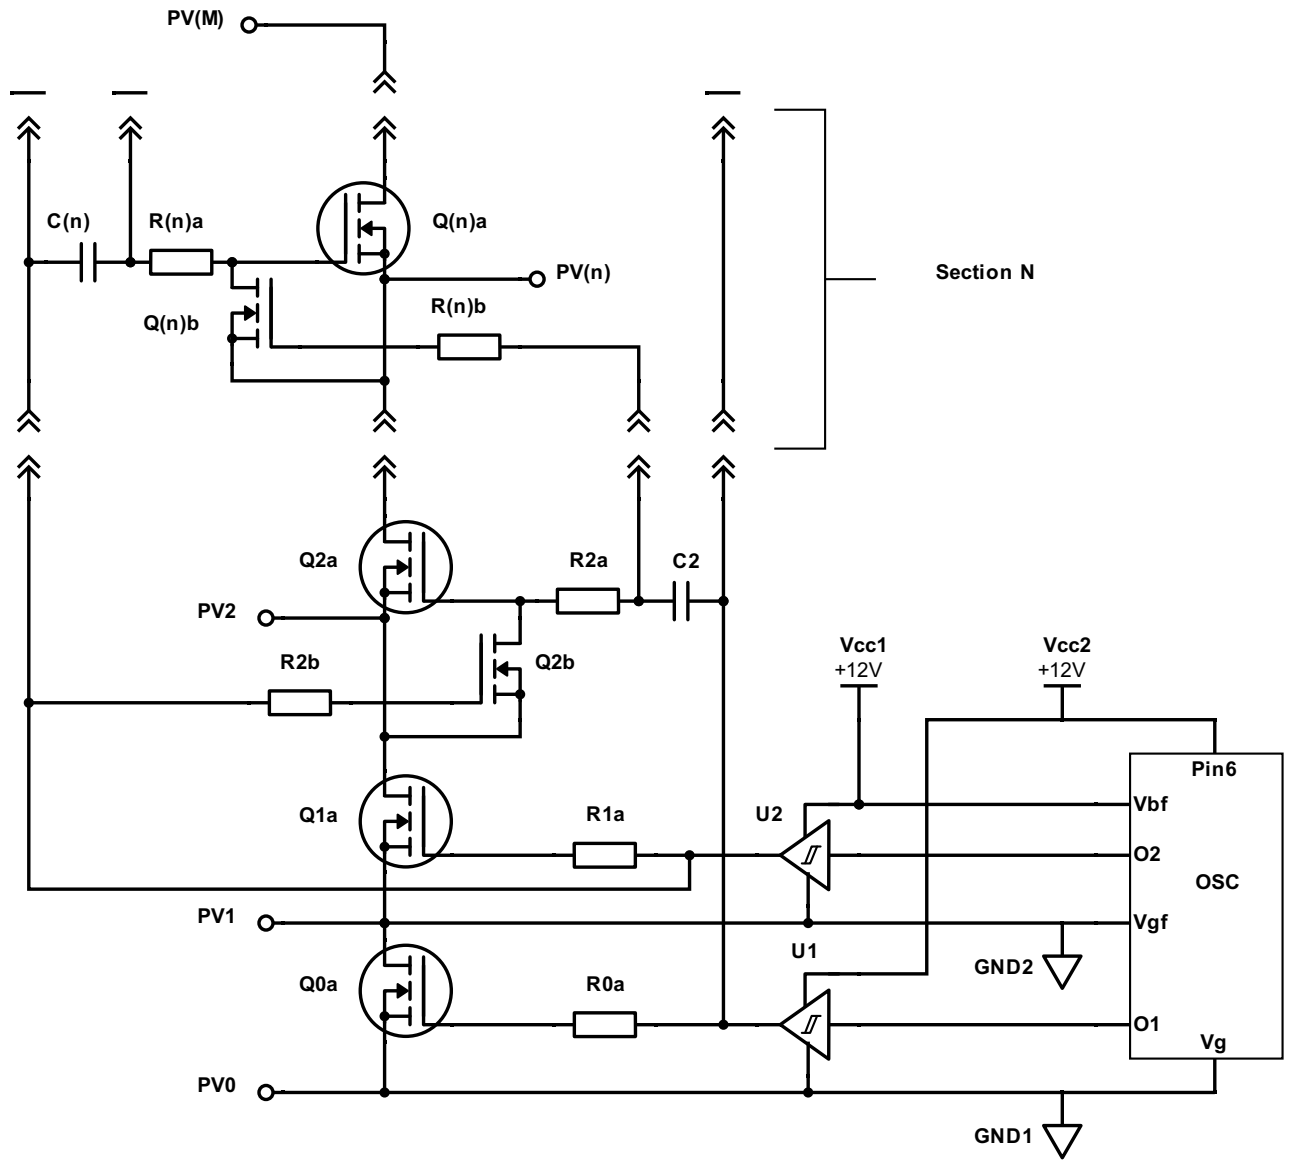 PV(M)
C(n)
R(n)a
Q(n)a
PV(n)
Section N
R(n)b
Q(n)b
Q2a
R2a
C2
PV2
R2b
Q2b
Vcc1
+12V
Vcc2
+12V
Pin6
Q1a
R1a
U2
Vbf
O2
OSC
PV1
Vgf
U1
GND2
Q0a
R0a
O1
Vg
PV0
GND1